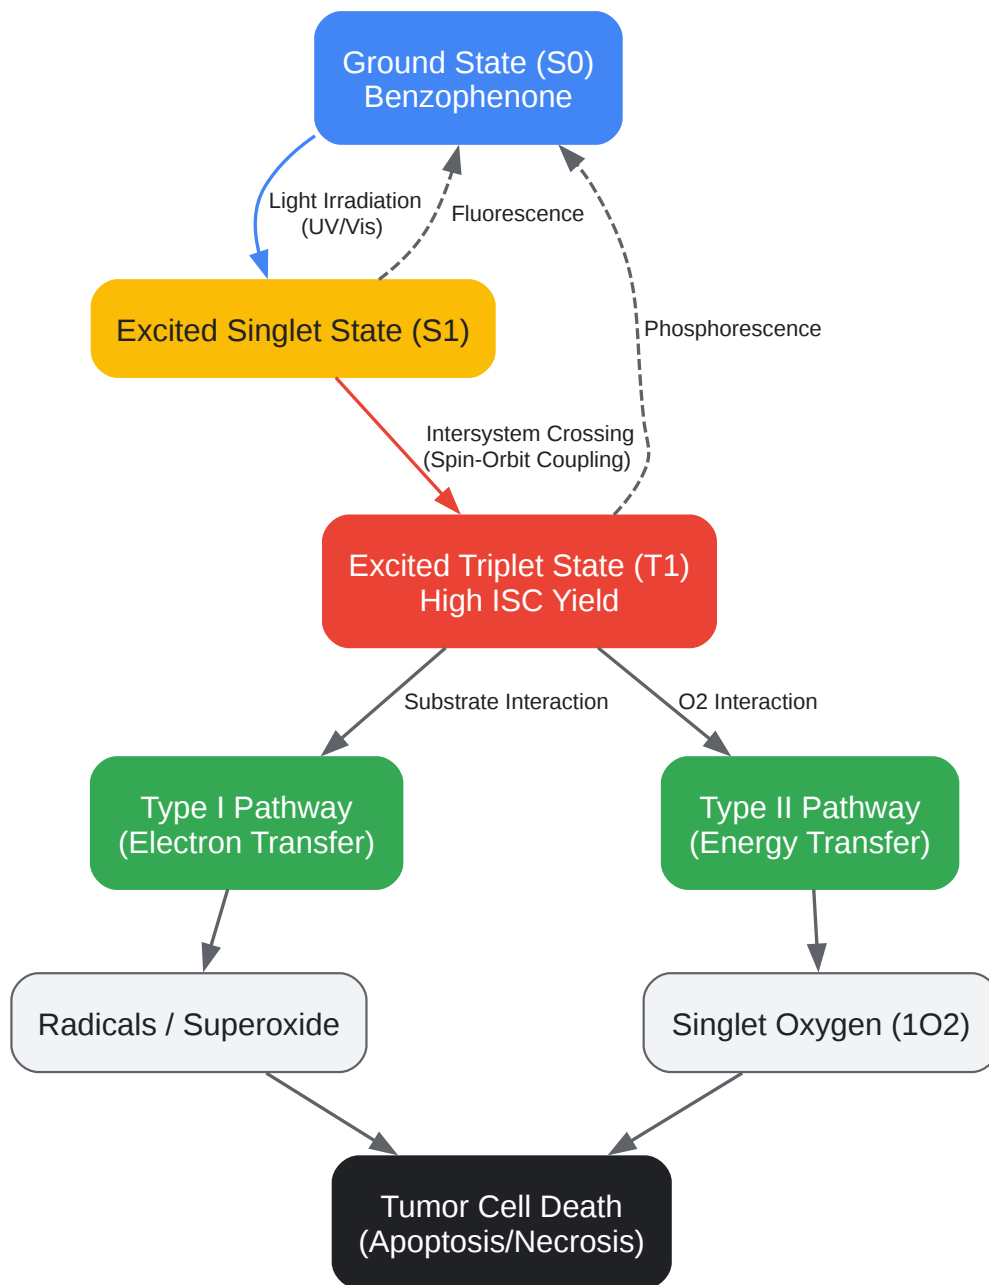 Ground State (S0)
Benzophenone
Light Irradiation
(UV/Vis)
Fluorescence
Excited Singlet State (S1)
Phosphorescence
Intersystem Crossing
(Spin-Orbit Coupling)
Excited Triplet State (T1)
High ISC Yield
Substrate Interaction
O2 Interaction
Type I Pathway
(Electron Transfer)
Type II Pathway
(Energy Transfer)
Radicals / Superoxide
Singlet Oxygen (1O2)
Tumor Cell Death
(Apoptosis/Necrosis)